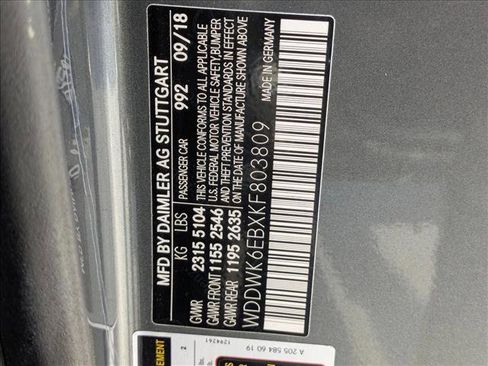 MFD BY DAIMLER AG STUTTGART
KG LBS PASSENGER CAR 992 09/18
GVWR 2315 5104 THIS VEHICLE CONFORMS TO ALL APPLICABLE
GAWR FRONT 1155 2546 U.S. FEDERAL MOTOR VEHICLE SAFETY, BUMPER
GAWR REAR 1195 2635 AND THEFT PREVENTION STANDARDS IN EFFECT
ON THE DATE OF MANUFACTURE SHOWN ABOVE
WDDWK6EBXKF803809 MADE IN GERMANY
A 205 584 60 19
1294261
2